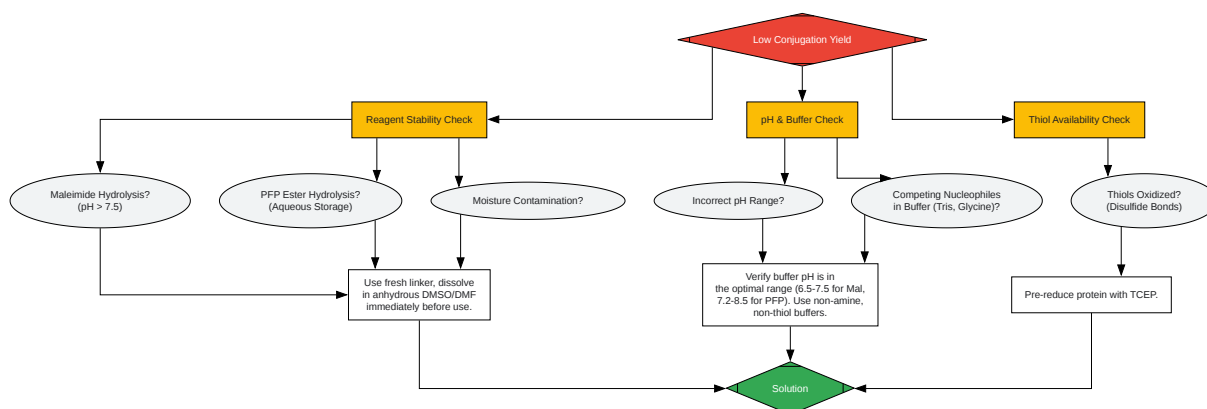 Low Conjugation Yield
Reagent Stability Check
pH & Buffer Check
Thiol Availability Check
Maleimide Hydrolysis?
(pH > 7.5)
PFP Ester Hydrolysis?
(Aqueous Storage)
Moisture Contamination?
Incorrect pH Range?
Competing Nucleophiles
in Buffer (Tris, Glycine)?
Thiols Oxidized?
(Disulfide Bonds)
Use fresh linker, dissolve
in anhydrous DMSO/DMF
immediately before use.
Verify buffer pH is in
the optimal range (6.5-7.5 for Mal,
7.2-8.5 for PFP). Use non-amine,
non-thiol buffers.
Pre-reduce protein with TCEP.
Solution